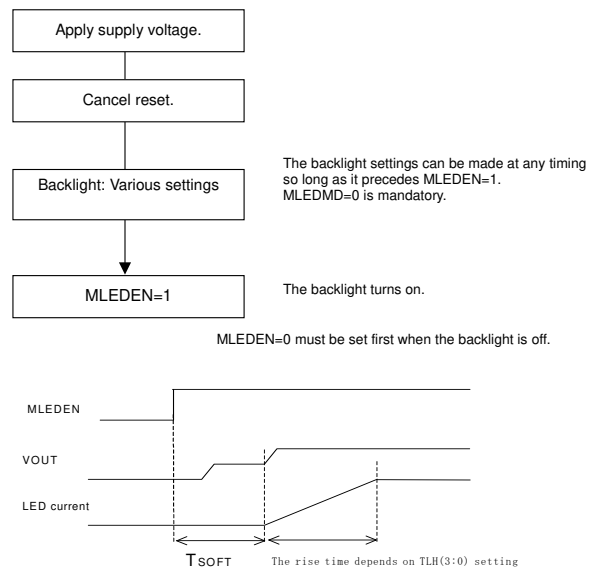 Apply supply voltage.
Cancel reset.
Backlight: Various settings
The backlight settings can be made at any timing
so long as it precedes MLEDEN=1.
MLEDMD=0 is mandatory.
MLEDEN=1
The backlight turns on.
MLEDEN=0 must be set first when the backlight is off.
MLEDEN
VOUT
LED current
TSOFT
The rise time depends on TLH(3:0) setting